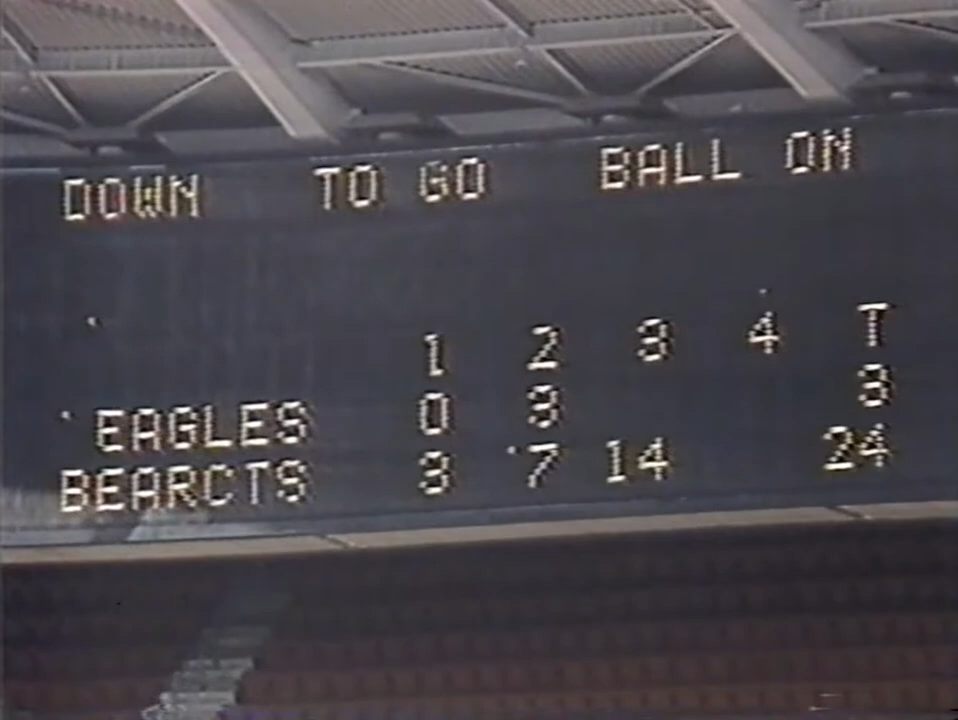 DOWN TO GO BALL ON
1 2 3 4 T
EAGLES 0 3 3
BEARCTS 3 7 14 24